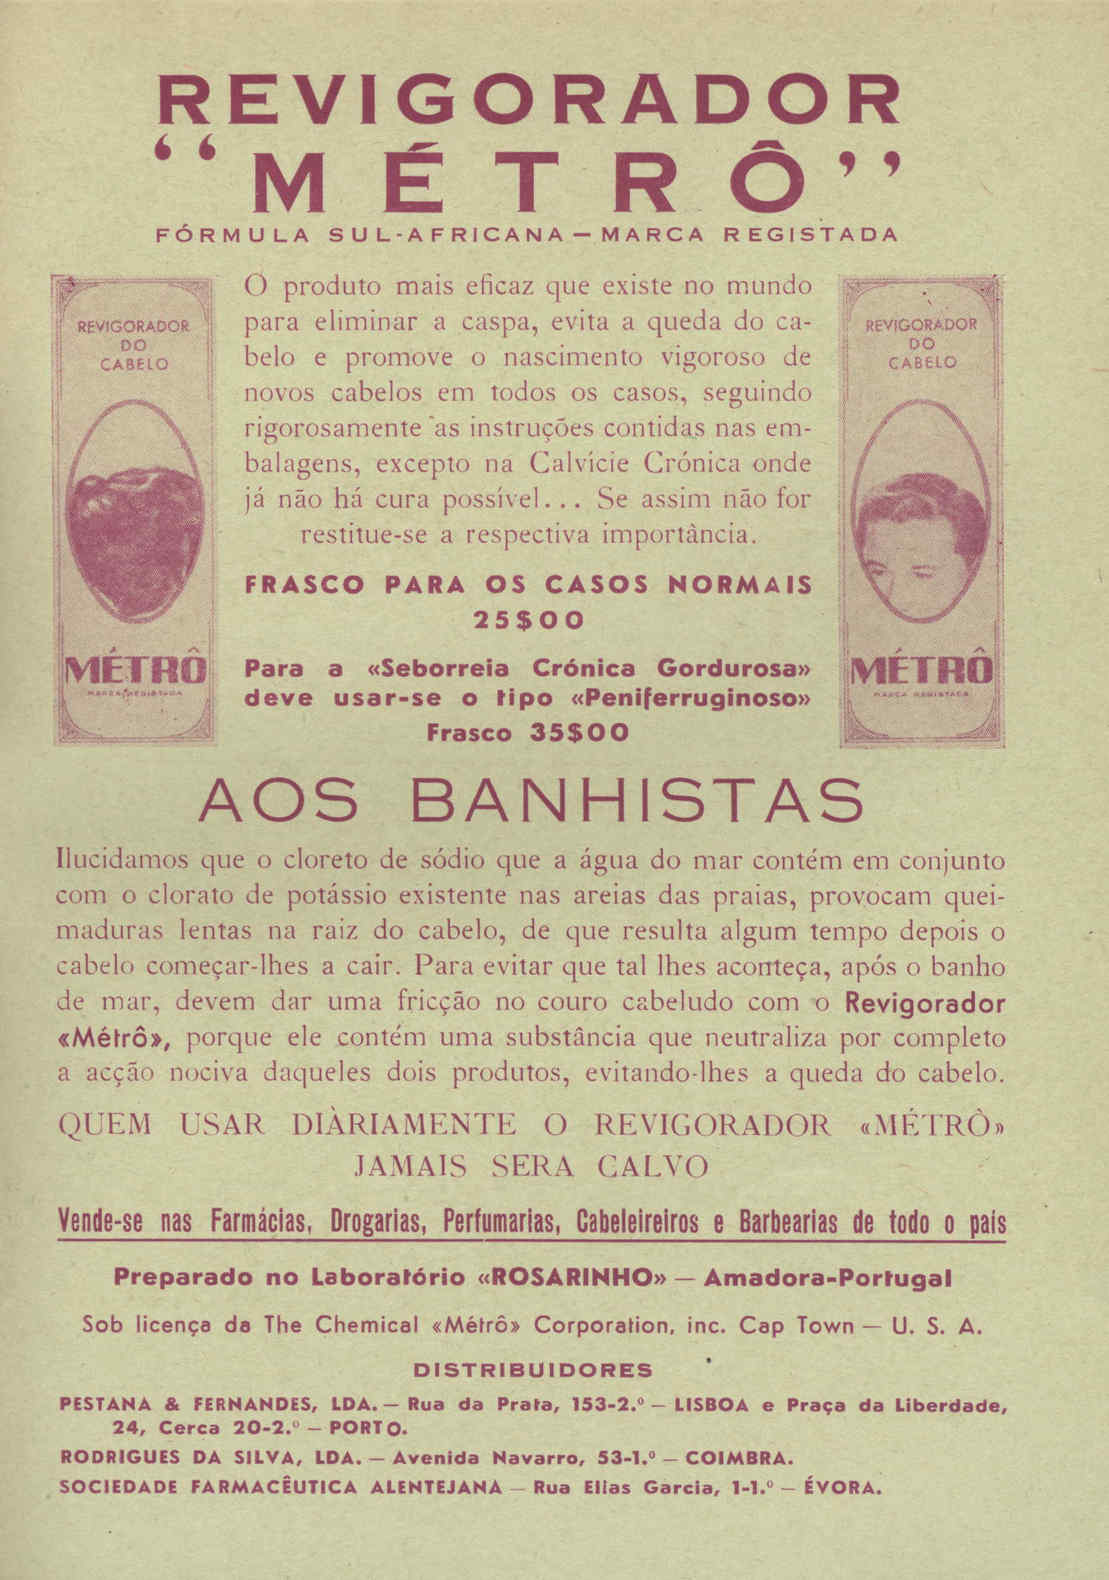 REVIGORADOR
“MÉTRÔ”
FÓRMULA SUL-AFRICANA — MARCA REGISTADA
REVIGORADOR
DO
CABELO
MÉTRÔ
MARCA REGISTADA
O produto mais eficaz que existe no mundo
para eliminar a caspa, evita a queda do ca-
belo e promove o nascimento vigoroso de
novos cabelos em todos os casos, seguindo
rigorosamente as instruções contidas nas em-
balagens, excepto na Calvície Crónica onde
já não há cura possível... Se assim não for
restitue-se a respectiva importância.
FRASCO PARA OS CASOS NORMAIS
25$00
Para a «Seborreia Crónica Gordurosa»
deve usar-se o tipo «Peniferruginoso»
Frasco 35$00
REVIGORADOR
DO
CABELO
MÉTRÔ
MARCA REGISTADA
AOS BANHISTAS
Ilucidamos que o cloreto de sódio que a água do mar contém em conjunto
com o clorato de potássio existente nas areias das praias, provocam quei-
maduras lentas na raiz do cabelo, de que resulta algum tempo depois o
cabelo começar-lhes a cair. Para evitar que tal lhes aconteça, após o banho
de mar, devem dar uma fricção no couro cabeludo com o Revigorador
«Métrô», porque ele contém uma substância que neutraliza por completo
a acção nociva daqueles dois produtos, evitando-lhes a queda do cabelo.
QUEM USAR DIÀRIAMENTE O REVIGORADOR «MÉTRÔ»
JAMAIS SERA CALVO
Vende-se nas Farmácias, Drogarias, Perfumarias, Cabeleireiros e Barbearias de todo o país
Preparado no Laboratório «ROSARINHO» — Amadora-Portugal
Sob licença da The Chemical «Métrô» Corporation, inc. Cap Town — U. S. A.
DISTRIBUIDORES
PESTANA & FERNANDES, LDA. — Rua da Prata, 153-2.º — LISBOA e Praça da Liberdade,
24, Cerca 20-2.º — PORTO.
RODRIGUES DA SILVA, LDA. — Avenida Navarro, 53-1.º — COIMBRA.
SOCIEDADE FARMACÊUTICA ALENTEJANA — Rua Elias Garcia, 1-1.º — ÉVORA.